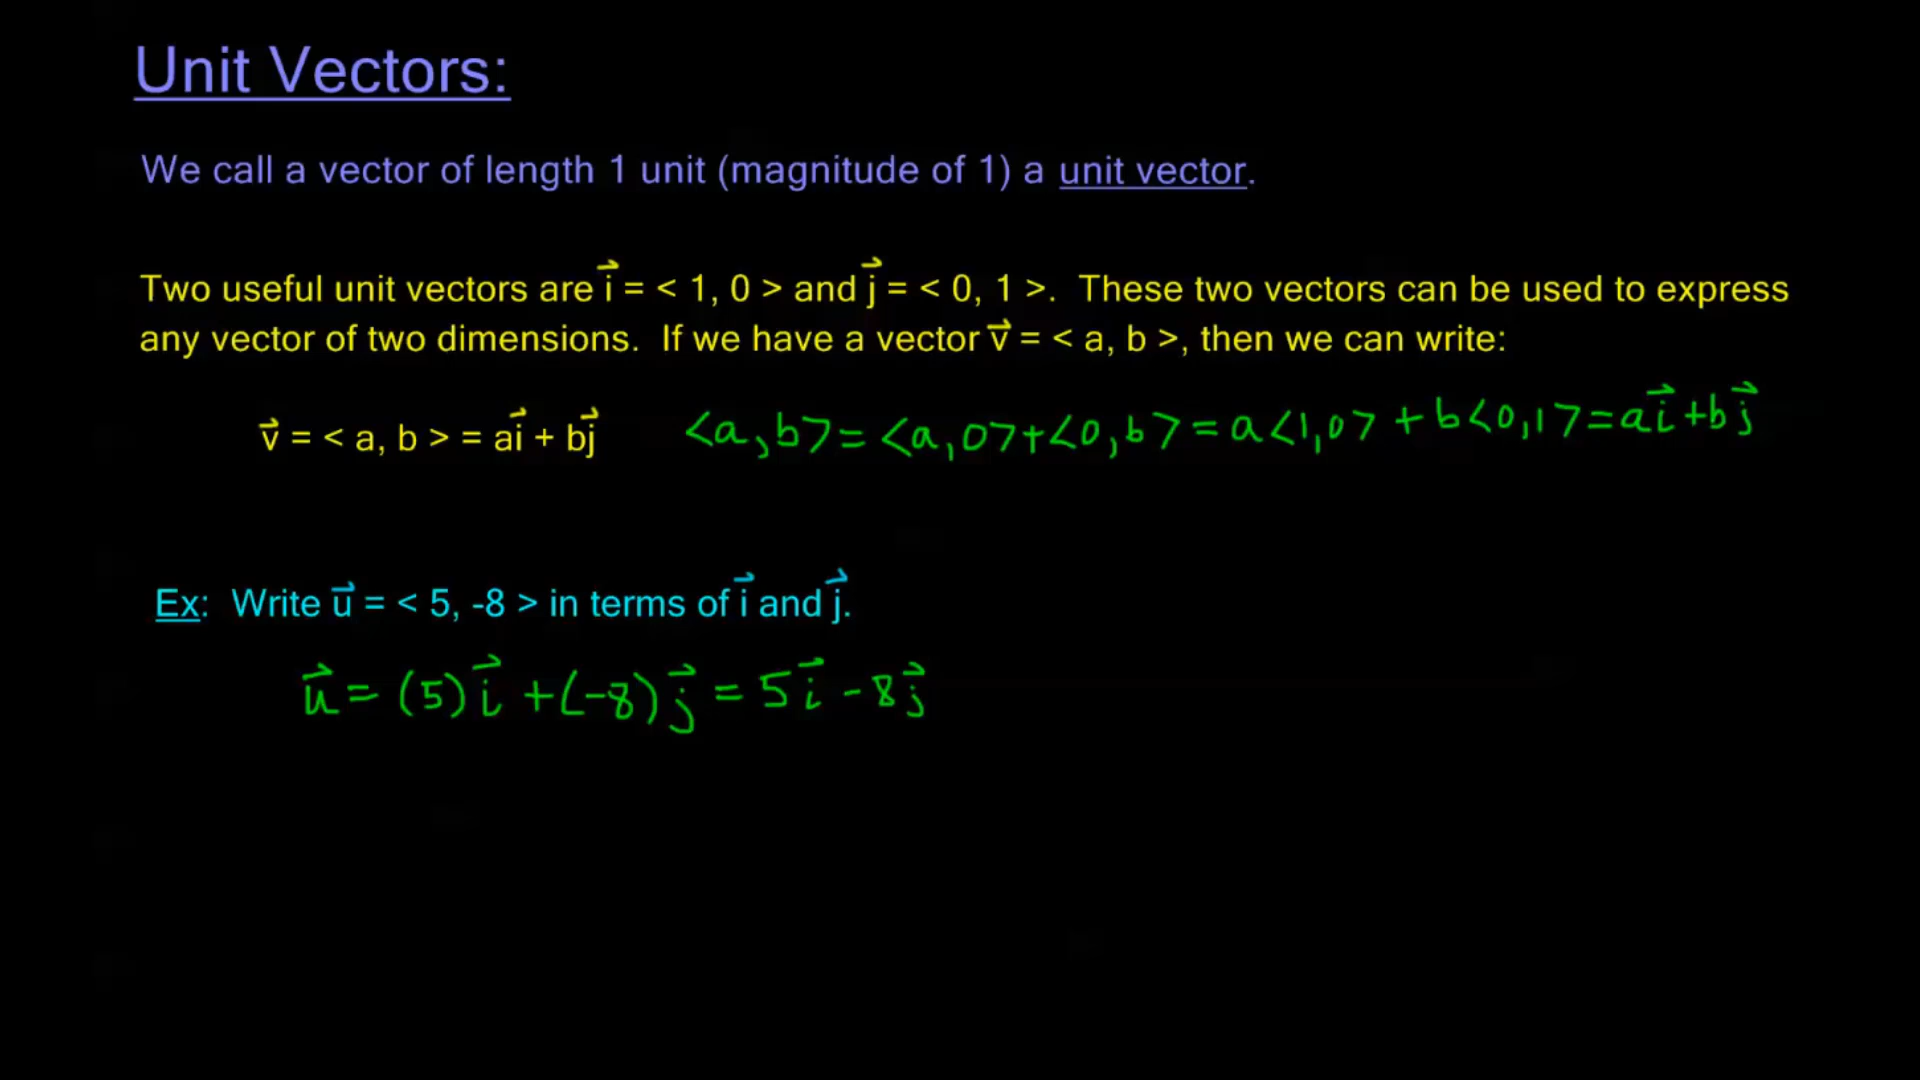 Unit Vectors:
We call a vector of length 1 unit (magnitude of 1) a unit vector.
Two useful unit vectors are i⃗ = < 1, 0 > and j⃗ = < 0, 1 >. These two vectors can be used to express
any vector of two dimensions. If we have a vector v⃗ = < a, b >, then we can write:
v⃗ = < a, b > = ai⃗ + bj⃗ <a,b> = <a,0>+<0,b> = a<1,0> + b<0,1> = ai⃗ + bj⃗
Ex: Write u⃗ = < 5, -8 > in terms of i⃗ and j⃗.
u⃗ = (5)i⃗ + (-8)j⃗ = 5i⃗ - 8j⃗